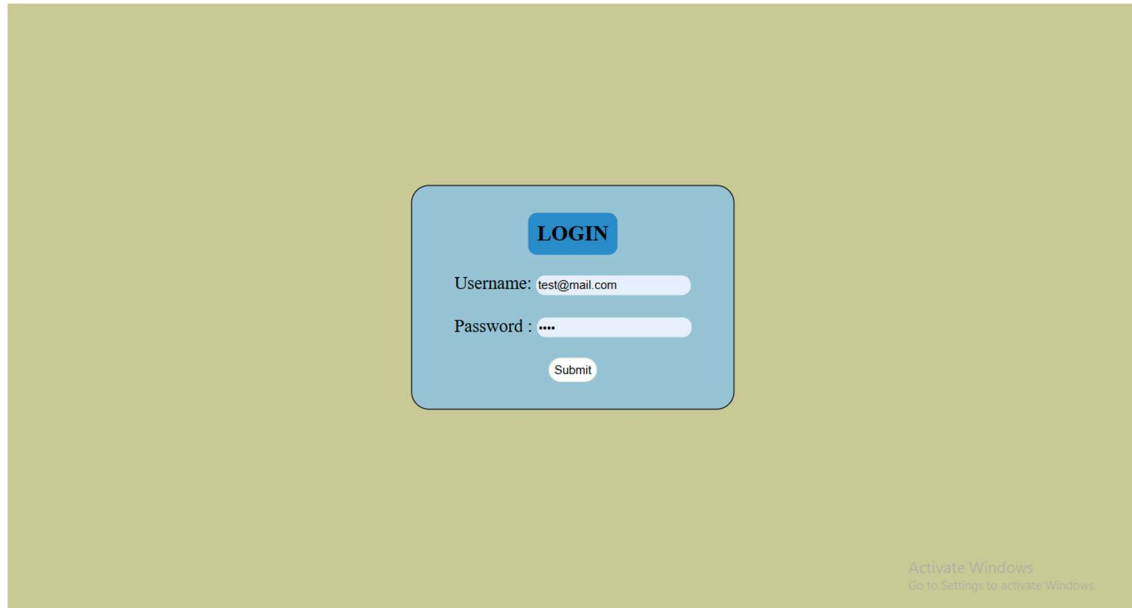 LOGIN
Username: test@mail.com
Password : ••••
Submit
Activate Windows
Go to Settings to activate Windows.